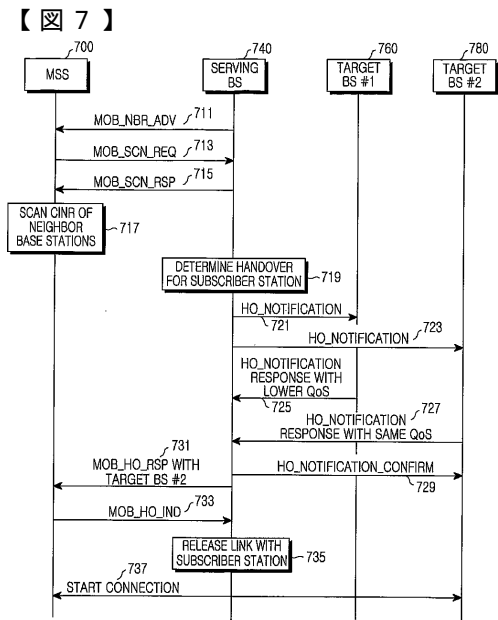 【図7】
700
740
760
780
MSS
SERVING
BS
TARGET
BS #1
TARGET
BS #2
MOB_NBR_ADV 711
MOB_SCN_REQ 713
MOB_SCN_RSP 715
SCAN CINR OF
NEIGHBOR
BASE STATIONS
717
DETERMINE HANDOVER
FOR SUBSCRIBER STATION
719
HO_NOTIFICATION
721
HO_NOTIFICATION 723
HO_NOTIFICATION
RESPONSE WITH
LOWER QoS
725
HO_NOTIFICATION 727
RESPONSE WITH SAME QoS
731
MOB_HO_RSP WITH
TARGET BS #2
HO_NOTIFICATION_CONFIRM
729
MOB_HO_IND 733
RELEASE LINK WITH
SUBSCRIBER STATION
735
737
START CONNECTION